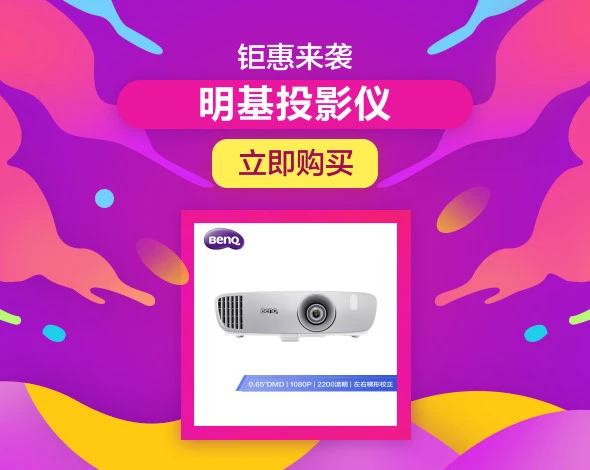 钜惠来袭
明基投影仪
立即购买
BenQ
BenQ
0.65"DMD | 1080P | 2200流明 | 左右梯形校正